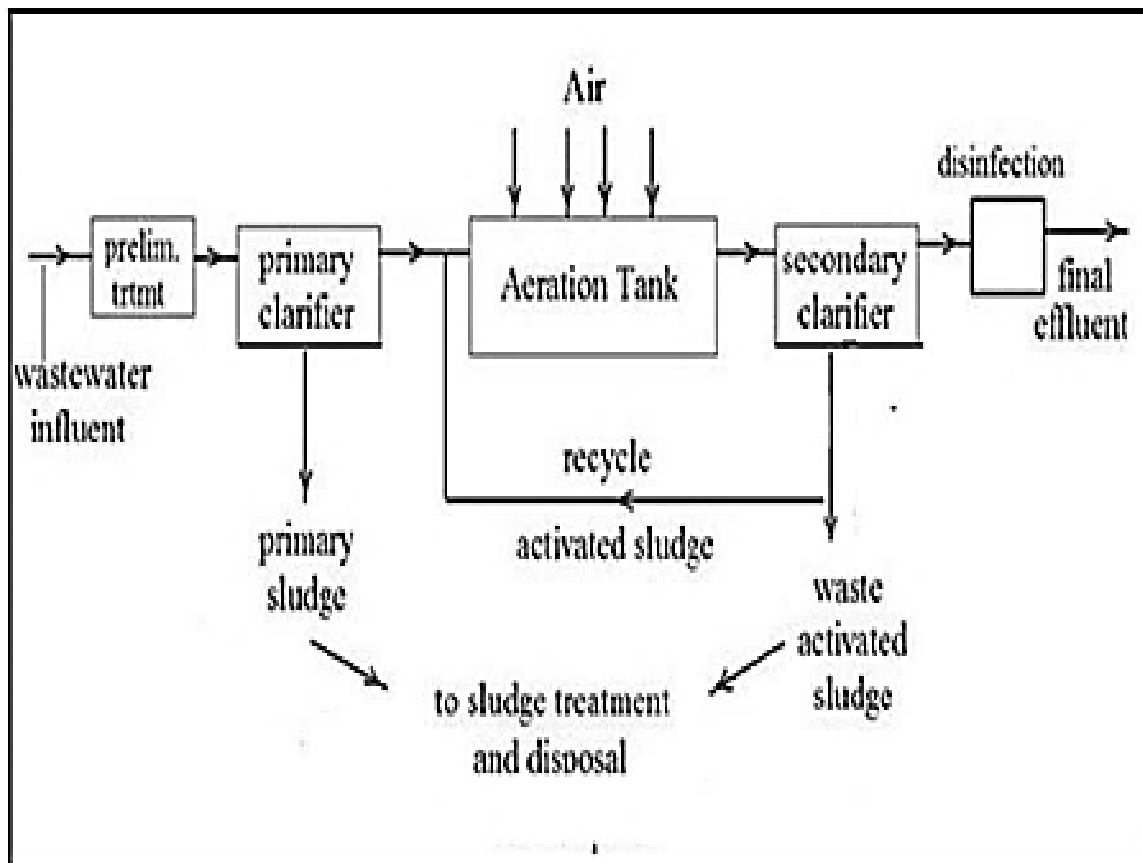 Air
disinfection
prelim.
trtmt
primary
clarifier
Aeration Tank
secondary
clarifier
final
effluent
wastewater
influent
recycle
activated sludge
primary
sludge
waste
activated
sludge
to sludge treatment
and disposal